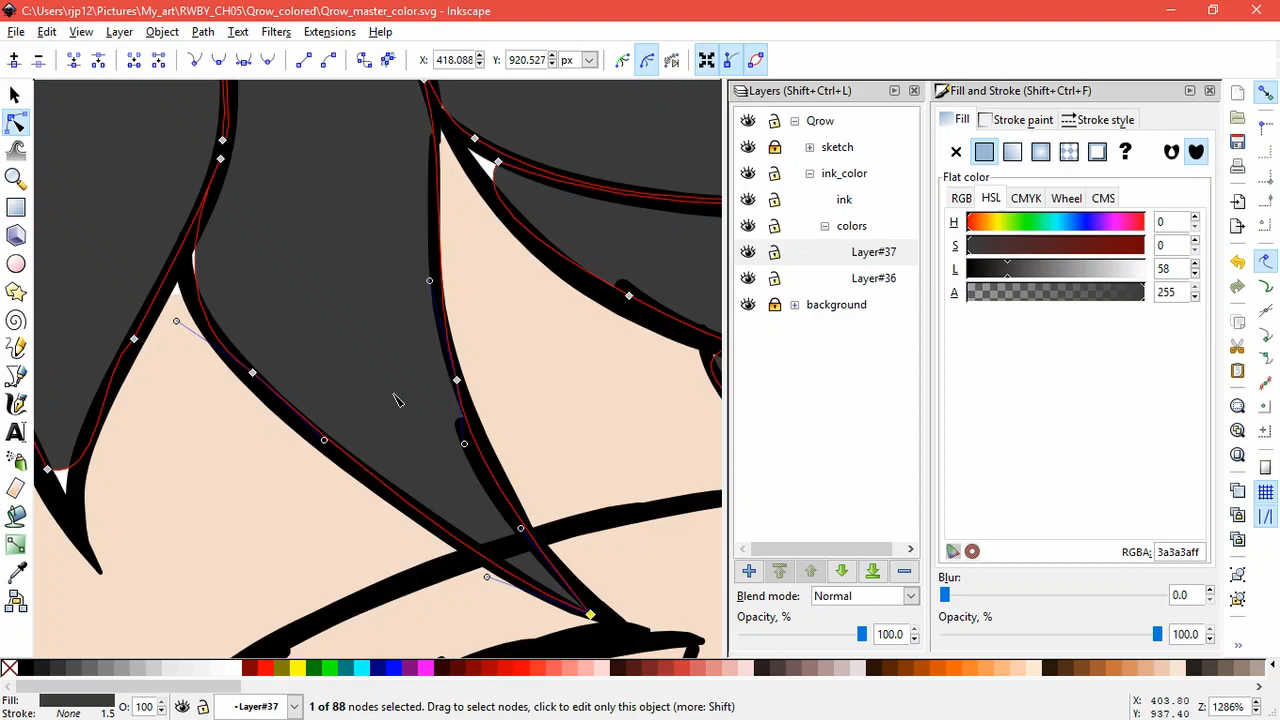 C:\Users\rjp12\Pictures\My_art\RWBY_CH05\Qrow_colored\Qrow_master_color.svg - Inkscape
File Edit View Layer Object Path Text Filters Extensions Help
X: 418.088 Y: 920.527 px
Layers (Shift+Ctrl+L) Fill and Stroke (Shift+Ctrl+F)
Qrow
sketch
ink_color
ink
colors
Layer#37
Layer#36
background
Blend mode: Normal
Opacity, % 100.0
Fill Stroke paint Stroke style
?
Flat color
RGB HSL CMYK Wheel CMS
H 0
S 0
L 58
A 255
RGBA: 3a3a3aff
Blur:
0.0
Opacity, %
100.0
Fill:
Stroke: None 1.5
O: 100
Layer#37
1 of 88 nodes selected. Drag to select nodes, click to edit only this object (more: Shift)
X: 403.80
Y: 937.40
Z: 1286%